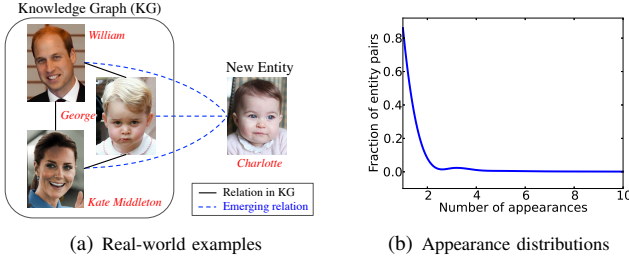 Knowledge Graph (KG)
William
George
Kate Middleton
New Entity
Charlotte
Relation in KG
Emerging relation
(a) Real-world examples
Fraction of entity pairs
0.8
0.6
0.4
0.2
0.0
2 4 6 8 10
Number of appearances
(b) Appearance distributions